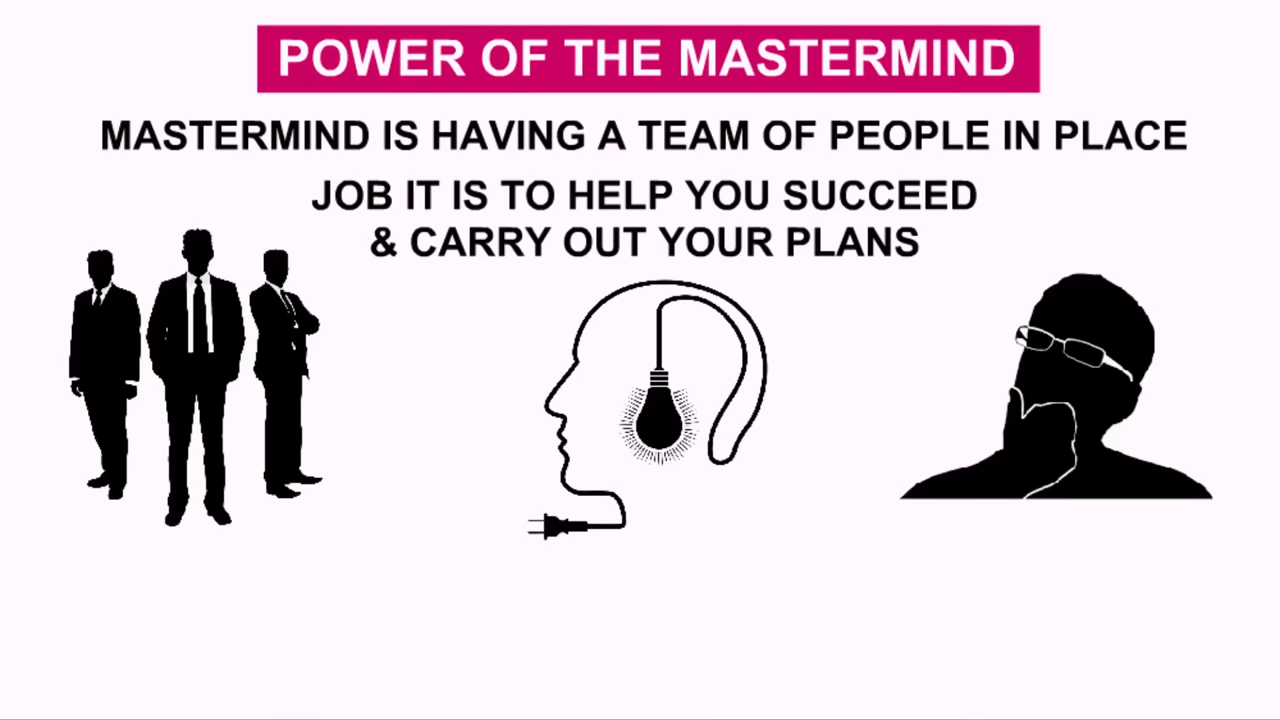 POWER OF THE MASTERMIND
MASTERMIND IS HAVING A TEAM OF PEOPLE IN PLACE
JOB IT IS TO HELP YOU SUCCEED
& CARRY OUT YOUR PLANS